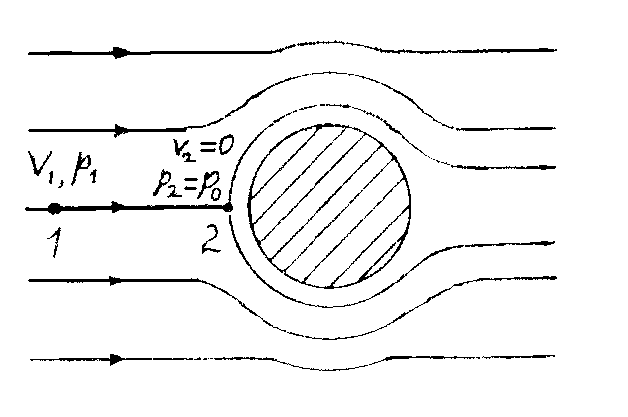 v₂=0
V₁, p₁
p₂=p₀
1
2